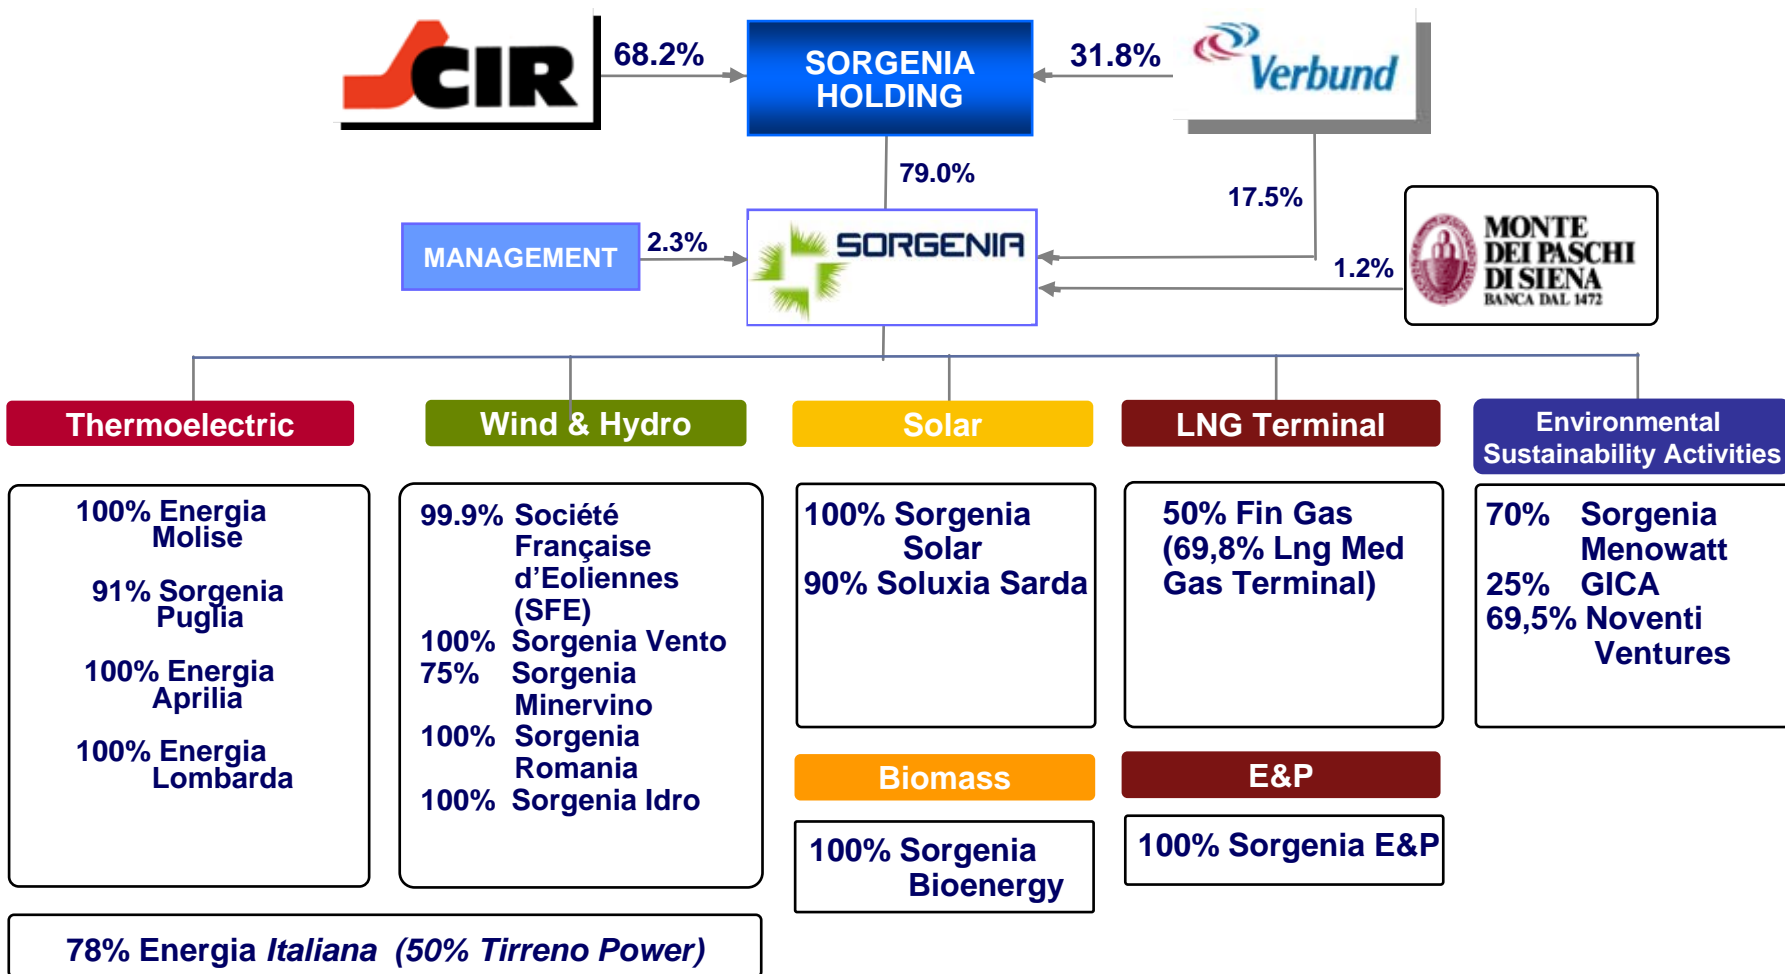 CIR
68.2%
SORGENIA
HOLDING
31.8%
Verbund
79.0%
17.5%
MANAGEMENT
2.3%
SORGENIA
1.2%
MONTE
DEI PASCHI
DI SIENA
BANCA DAL 1472
Thermoelectric
100% Energia
Molise
91% Sorgenia
Puglia
100% Energia
Aprilia
100% Energia
Lombarda
Wind & Hydro
99.9% Société
Française
d’Eoliennes
(SFE)
100% Sorgenia Vento
75% Sorgenia
Minervino
100% Sorgenia
Romania
100% Sorgenia Idro
78% Energia Italiana (50% Tirreno Power)
Solar
100% Sorgenia
Solar
90% Soluxia Sarda
Biomass
100% Sorgenia
Bioenergy
LNG Terminal
50% Fin Gas
(69,8% Lng Med
Gas Terminal)
E&P
100% Sorgenia E&P
Environmental
Sustainability Activities
70% Sorgenia
Menowatt
25% GICA
69,5% Noventi
Ventures